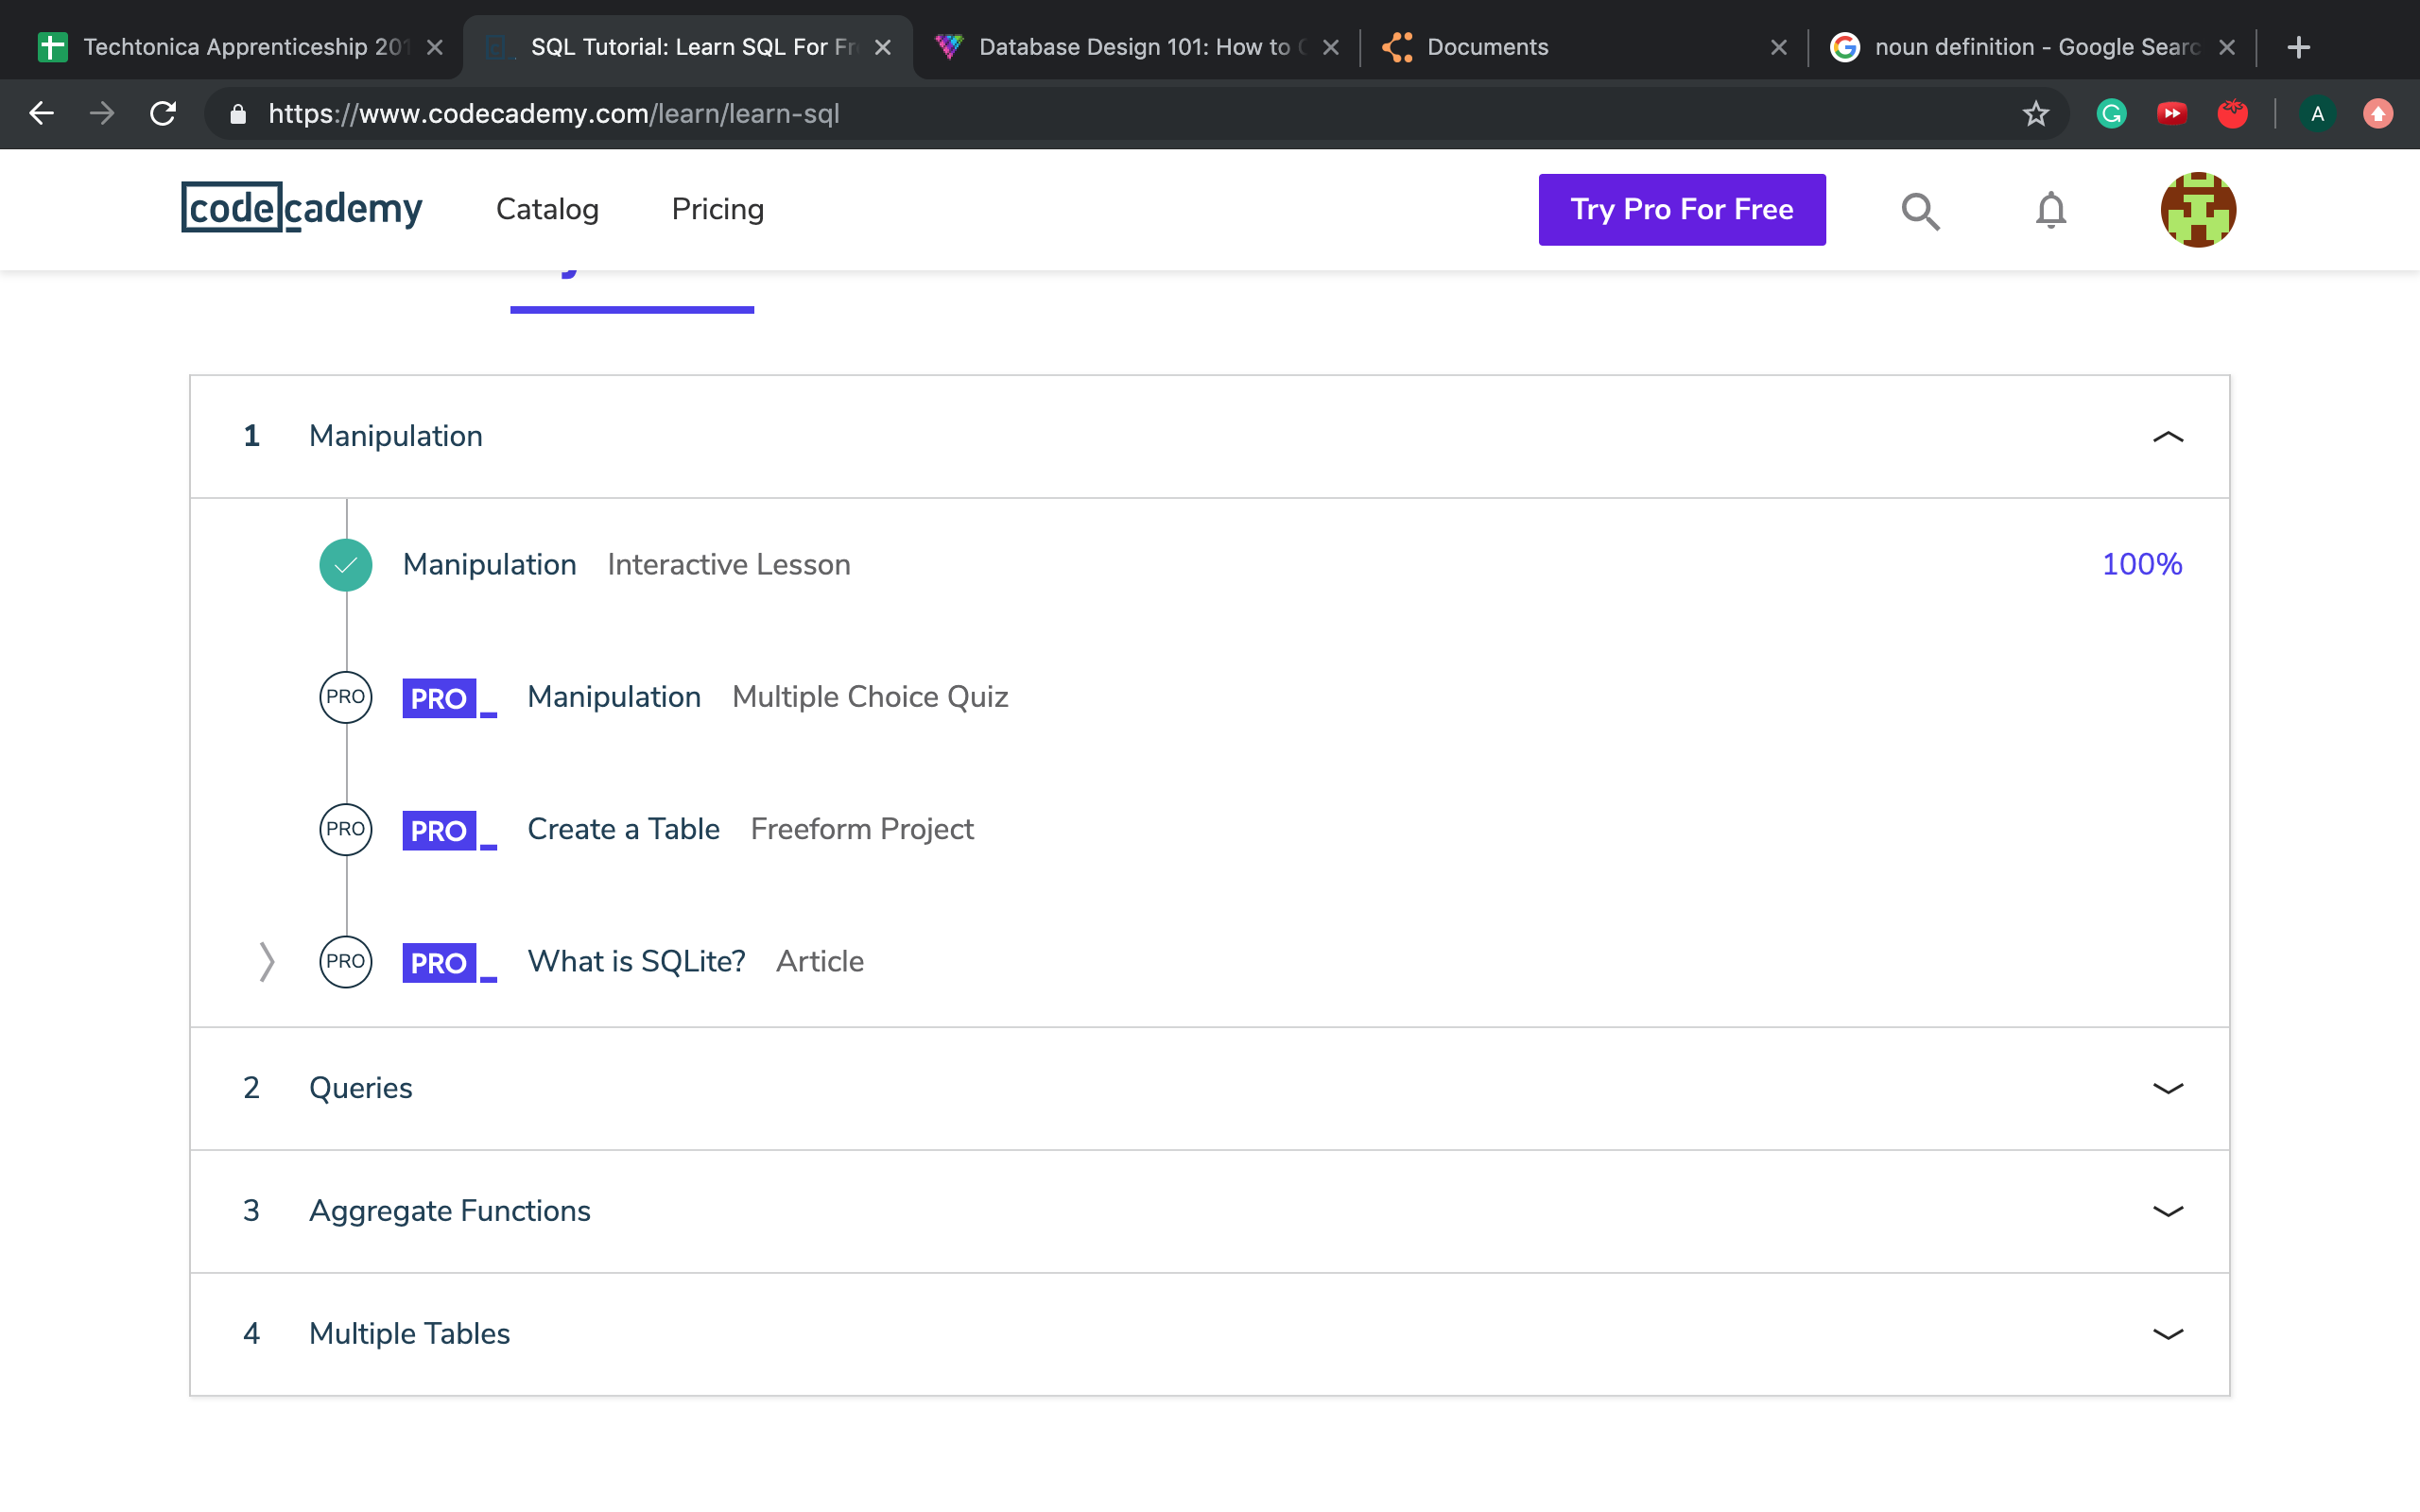 Techtonica Apprenticeship 201
SQL Tutorial: Learn SQL For Fr
Database Design 101: How to C
Documents
noun definition - Google Searc
https://www.codecademy.com/learn/learn-sql
A
codecademy
Catalog
Pricing
Try Pro For Free
1 Manipulation
Manipulation Interactive Lesson 100%
PRO PRO_ Manipulation Multiple Choice Quiz
PRO PRO_ Create a Table Freeform Project
PRO PRO_ What is SQLite? Article
2 Queries
3 Aggregate Functions
4 Multiple Tables